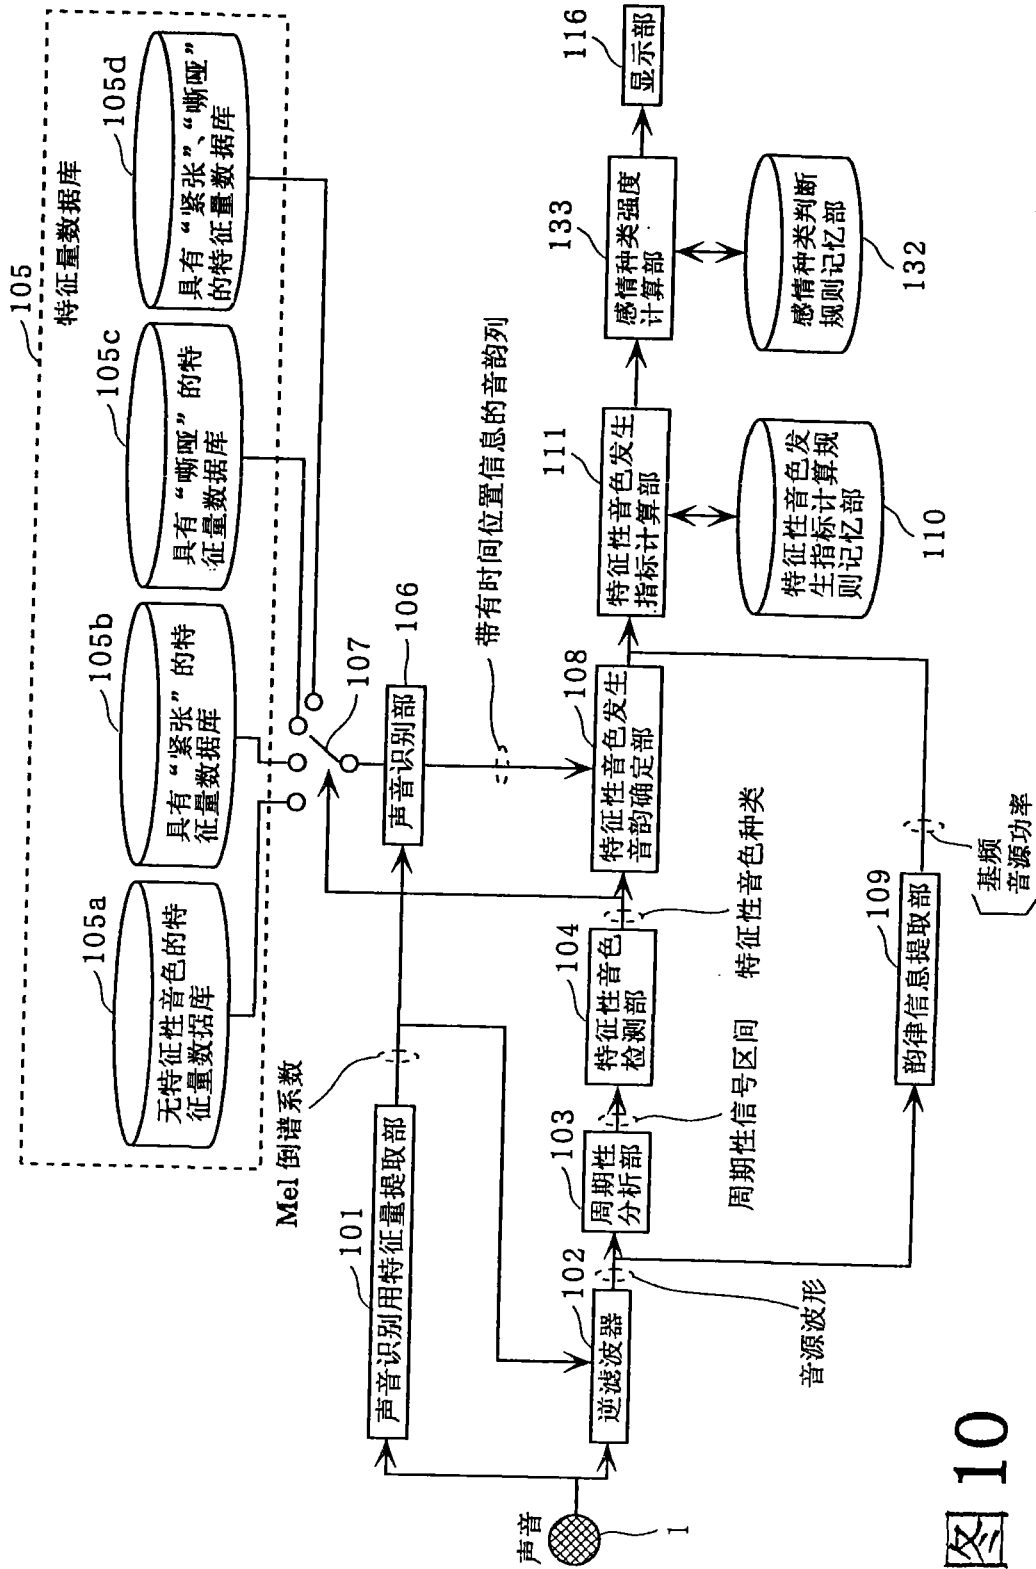 105
特征量数据库
105a
无特征性音色的特
征量数据库
105b
具有“紧张”的特
征量数据库
105c
具有“嘶哑”的特
征量数据库
105d
具有“紧张”、“嘶哑”
的特征量数据库
107
Mel 倒谱系数
101
声音识别用特征量提取部
106
声音识别部
带有时间位置信息的音韵列
声音
1
102
逆滤波器
103
周期性
分析部
104
特征性音色
检测部
108
特征性音色发生
音韵确定部
111
特征性音色发生
指标计算部
133
感情种类强度
计算部
116
显示部
音源波形
周期性信号区间
特征性音色种类
特征性音色发
生指标计算规
则记忆部
110
感情种类判断
规则记忆部
132
109
韵律信息提取部
基频
音源功率
图 10